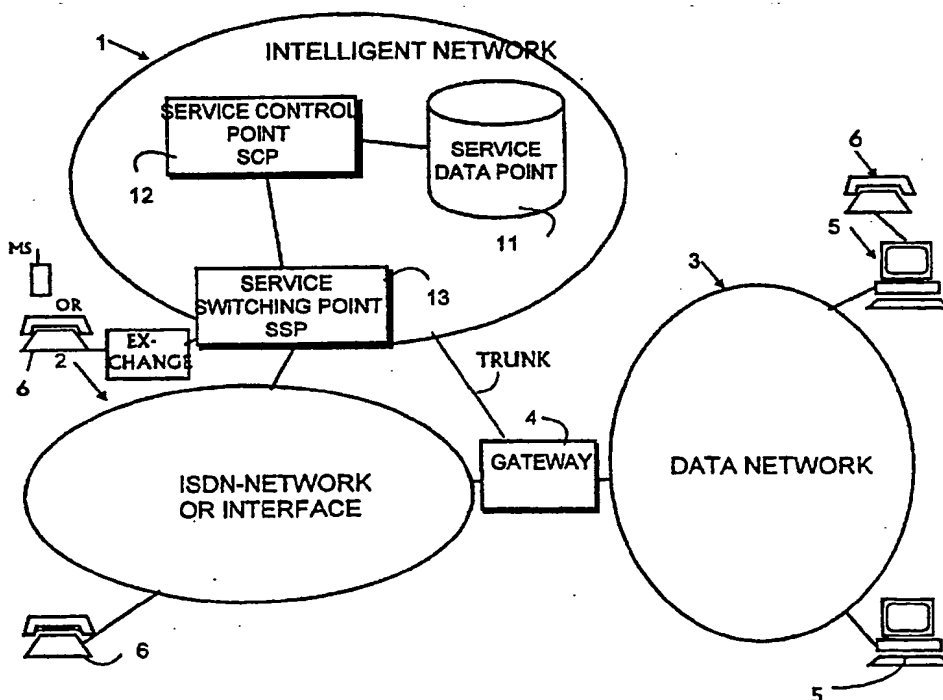 1
INTELLIGENT NETWORK
SERVICE CONTROL
POINT
SCP
12
SERVICE
DATA POINT
11
6
5
MS
OR
6
2
EX-
CHANGE
SERVICE
SWITCHING POINT
SSP
13
3
TRUNK
4
GATEWAY
DATA NETWORK
ISDN-NETWORK
OR INTERFACE
6
5